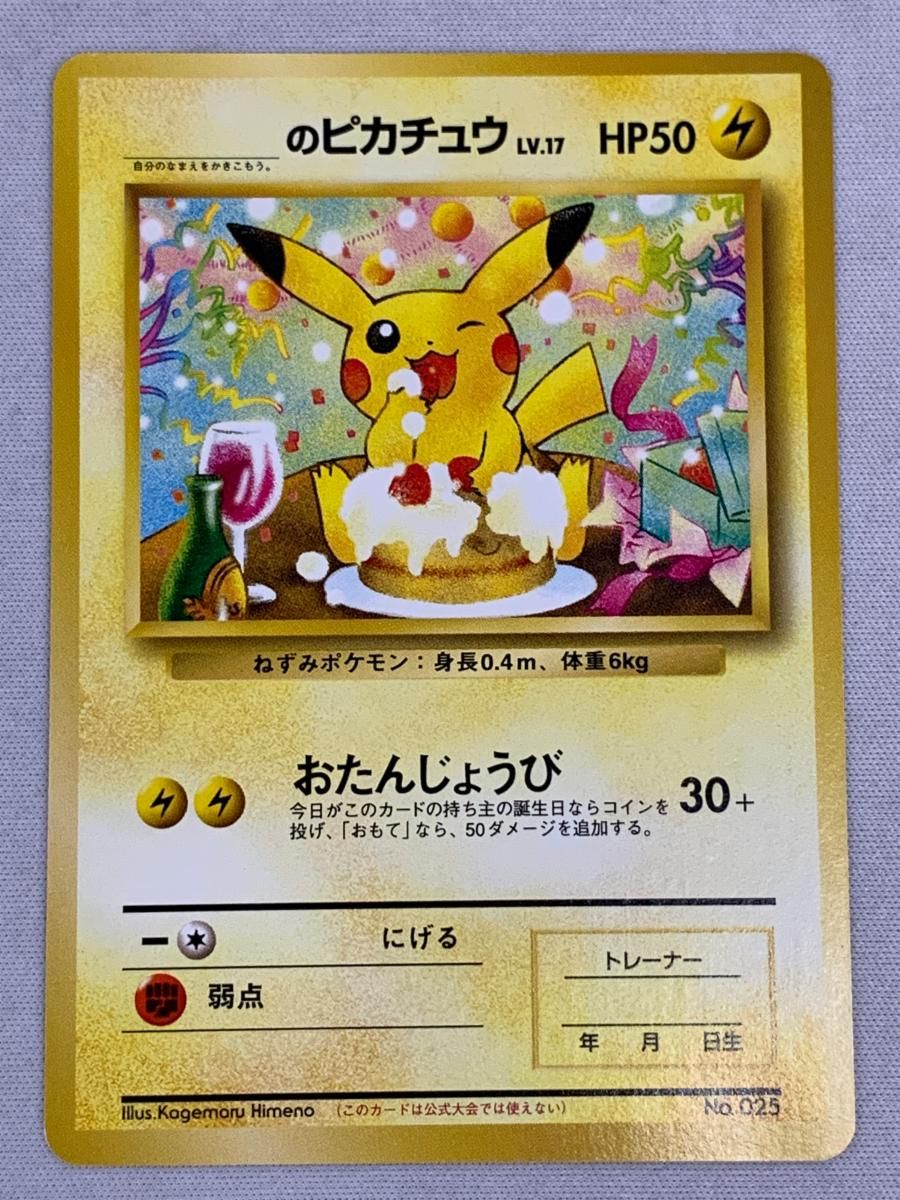 のピカチュウ LV.17 HP50
自分のなまえをかきこもう。
ねずみポケモン：身長0.4m、体重6kg
おたんじょうび
30+
今日がこのカードの持ち主の誕生日ならコインを
投げ、「おもて」なら、50ダメージを追加する。
にげる
弱点
トレーナー
年 月 日生
Illus.Kagemaru Himeno （このカードは公式大会では使えない） No. 025